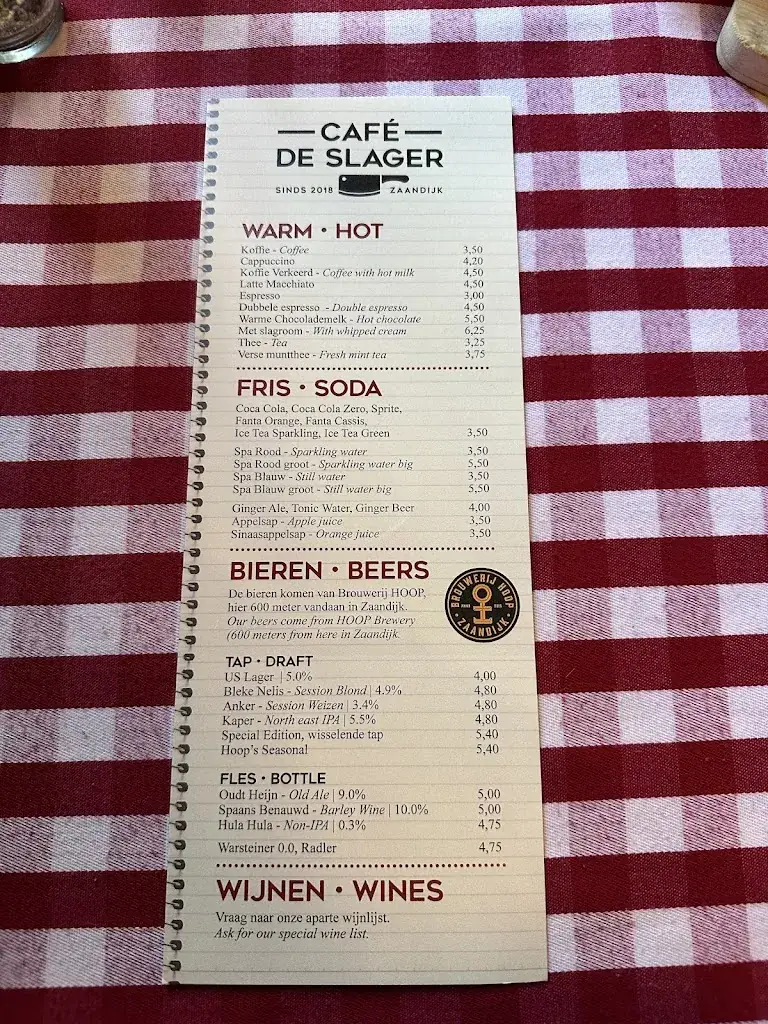 CAFÉ
DE SLAGER
SINDS 2018 ZAANDIJK
WARM • HOT
Koffie - Coffee 3,50
Cappuccino 4,20
Koffie Verkeerd - Coffee with hot milk 4,50
Latte Macchiato 4,50
Espresso 3,00
Dubbele espresso - Double espresso 4,50
Warme Chocolademelk - Hot chocolate 5,50
Met slagroom - With whipped cream 6,25
Thee - Tea 3,25
Verse muntthee - Fresh mint tea 3,75
FRIS • SODA
Coca Cola, Coca Cola Zero, Sprite,
Fanta Orange, Fanta Cassis,
Ice Tea Sparkling, Ice Tea Green 3,50
Spa Rood - Sparkling water 3,50
Spa Rood groot - Sparkling water big 5,50
Spa Blauw - Still water 3,50
Spa Blauw groot - Still water big 5,50
Ginger Ale, Tonic Water, Ginger Beer 4,00
Appelsap - Apple juice 3,50
Sinaasappelsap - Orange juice 3,50
BIEREN • BEERS
De bieren komen van Brouwerij HOOP,
hier 600 meter vandaan in Zaandijk.
Our beers come from HOOP Brewery
(600 meters from here in Zaandijk.
BROUWERIJ HOOP
ZAANDIJK
TAP • DRAFT
US Lager | 5.0% 4,00
Bleke Nelis - Session Blond | 4.9% 4,80
Anker - Session Weizen | 3.4% 4,80
Kaper - North east IPA | 5.5% 4,80
Special Edition, wisselende tap 5,40
Hoop's Seasonal 5,40
FLES • BOTTLE
Oudt Heijn - Old Ale | 9.0% 5,00
Spaans Benauwd - Barley Wine | 10.0% 5,00
Hula Hula - Non-IPA | 0.3% 4,75
Warsteiner 0.0, Radler 4,75
WIJNEN • WINES
Vraag naar onze aparte wijnlijst.
Ask for our special wine list.